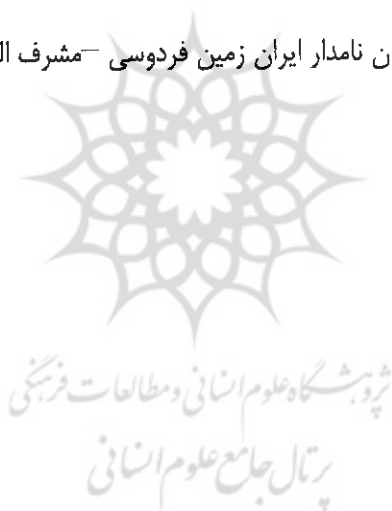 ن نامدار ایران زمین فردوسی –مشرف ال
پژوهشگاه علوم انسانی و مطالعات فرهنگی
پرتال جامع علوم انسانی